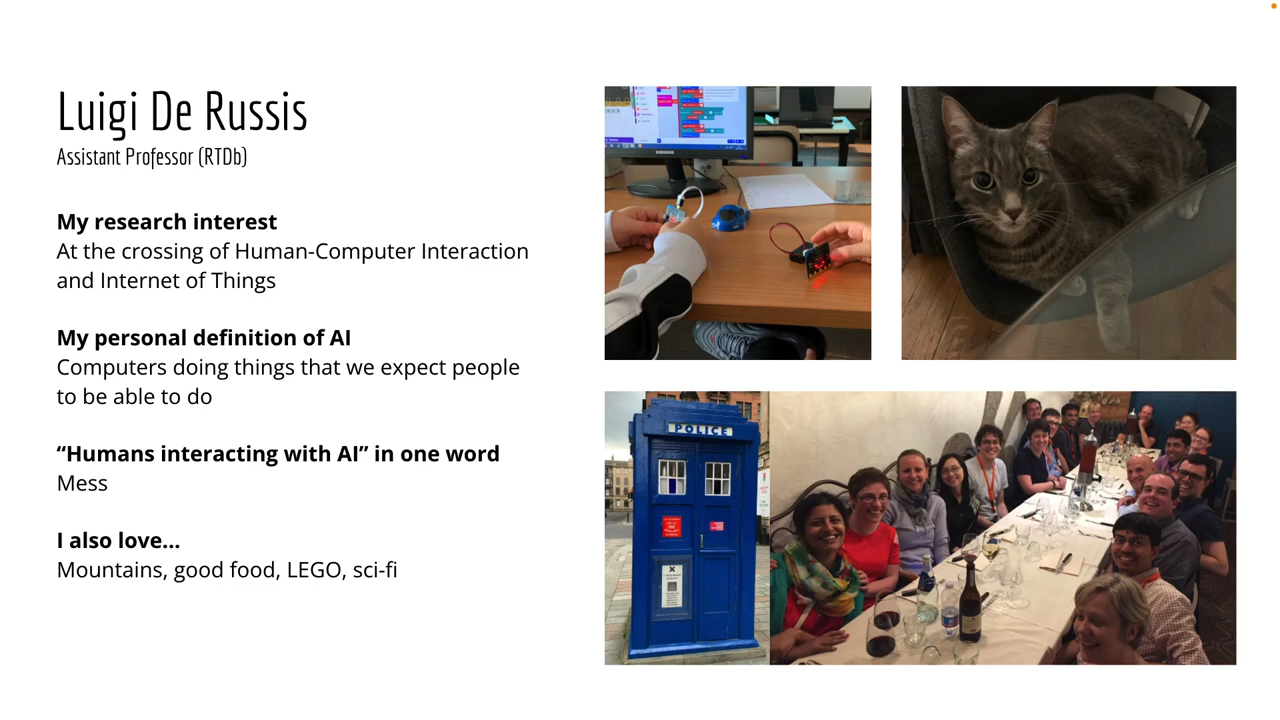 Luigi De Russis
Assistant Professor (RTDb)
My research interest
At the crossing of Human-Computer Interaction
and Internet of Things
My personal definition of AI
Computers doing things that we expect people
to be able to do
“Humans interacting with AI” in one word
Mess
I also love...
Mountains, good food, LEGO, sci-fi
SAMSUNG
POLICE